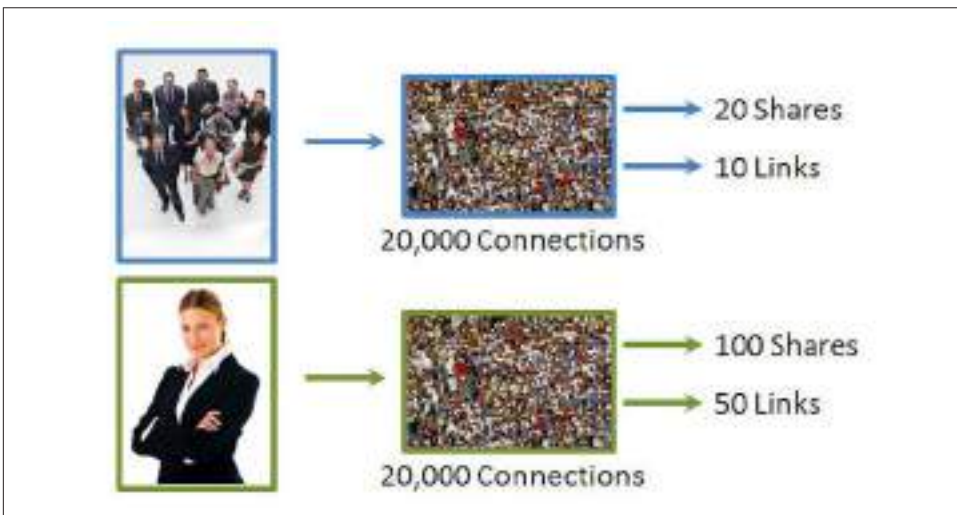 20 Shares
10 Links
20,000 Connections
100 Shares
50 Links
20,000 Connections